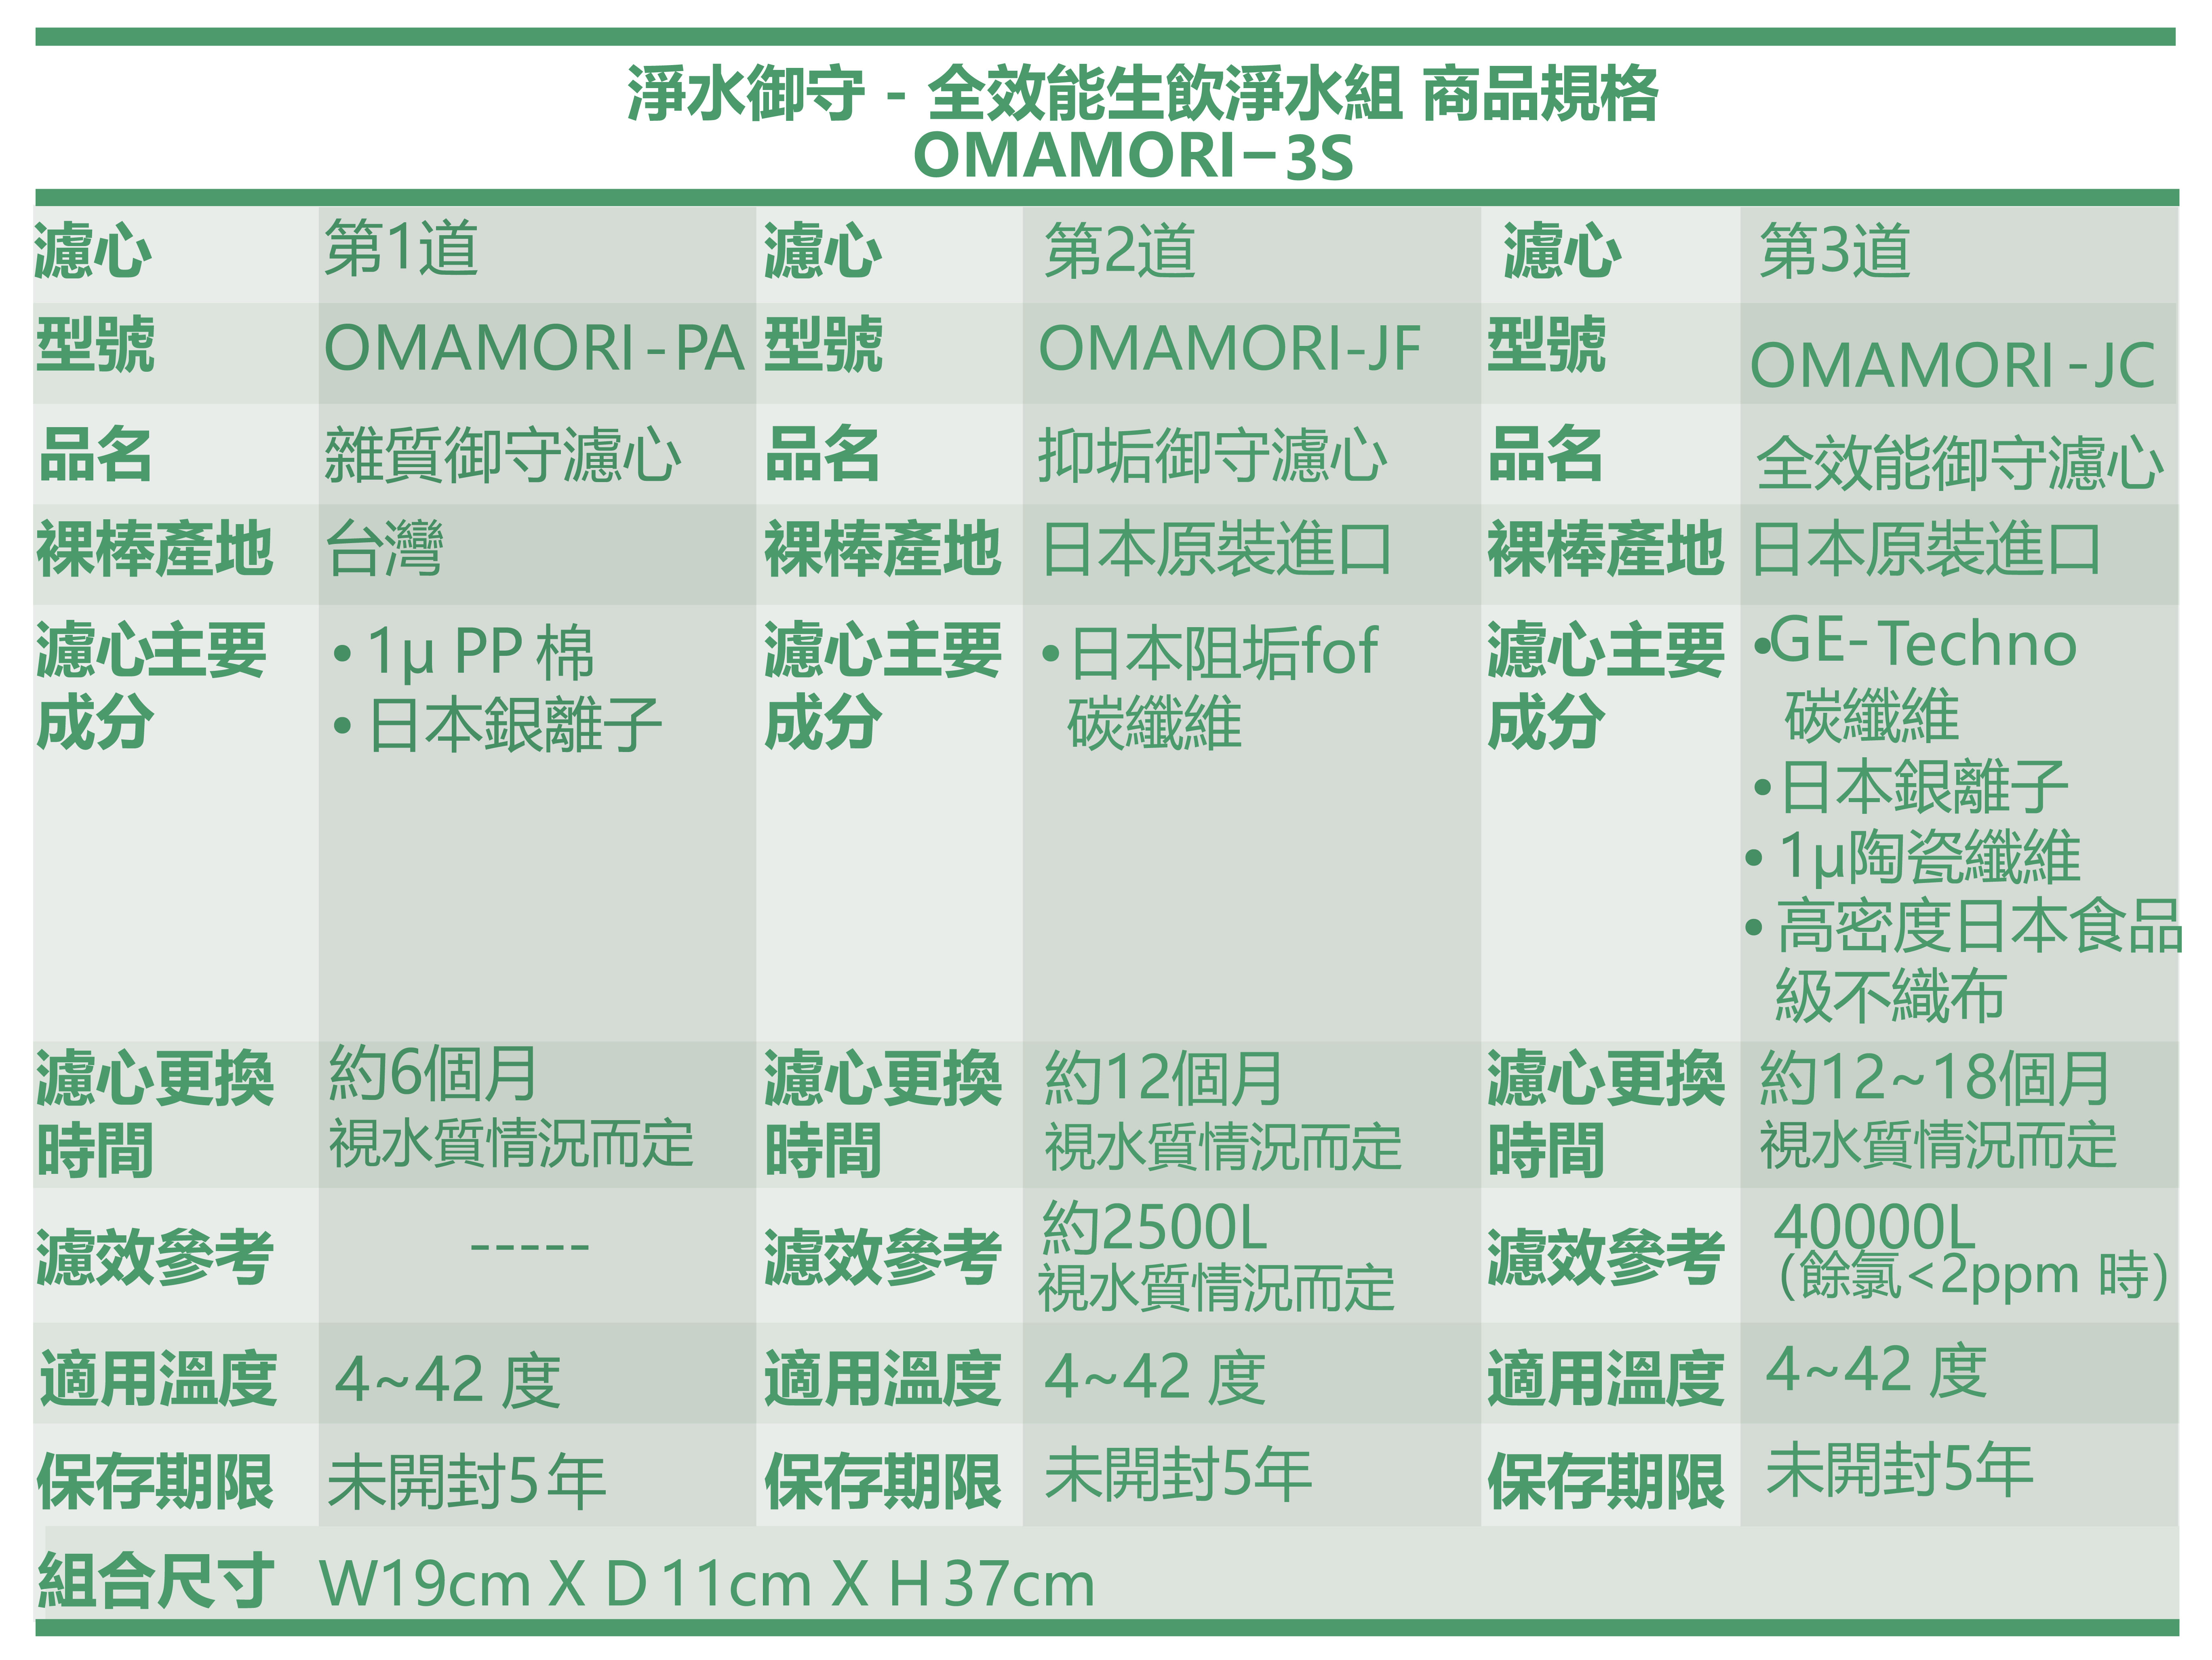 淨水御守 - 全效能生飲淨水組 商品規格
OMAMORI－3S
濾心 第1道 濾心 第2道 濾心 第3道
型號 OMAMORI-PA 型號 OMAMORI-JF 型號 OMAMORI-JC
品名 雜質御守濾心 品名 抑垢御守濾心 品名 全效能御守濾心
裸棒產地 台灣 裸棒產地 日本原裝進口 裸棒產地 日本原裝進口
濾心主要
成分
•1µ PP 棉
•日本銀離子
濾心主要
成分
•日本阻垢fof
碳纖維
濾心主要
成分
•GE-Techno
碳纖維
•日本銀離子
•1µ陶瓷纖維
•高密度日本食品
級不織布
濾心更換
時間
約6個月
視水質情況而定
濾心更換
時間
約12個月
視水質情況而定
濾心更換
時間
約12~18個月
視水質情況而定
濾效參考
-----
濾效參考
約2500L
視水質情況而定
濾效參考
40000L
(餘氯<2ppm 時)
適用溫度 4~42 度 適用溫度 4~42 度 適用溫度 4~42 度
保存期限 未開封5年 保存期限 未開封5年 保存期限 未開封5年
組合尺寸 W19cm X D11cm X H37cm